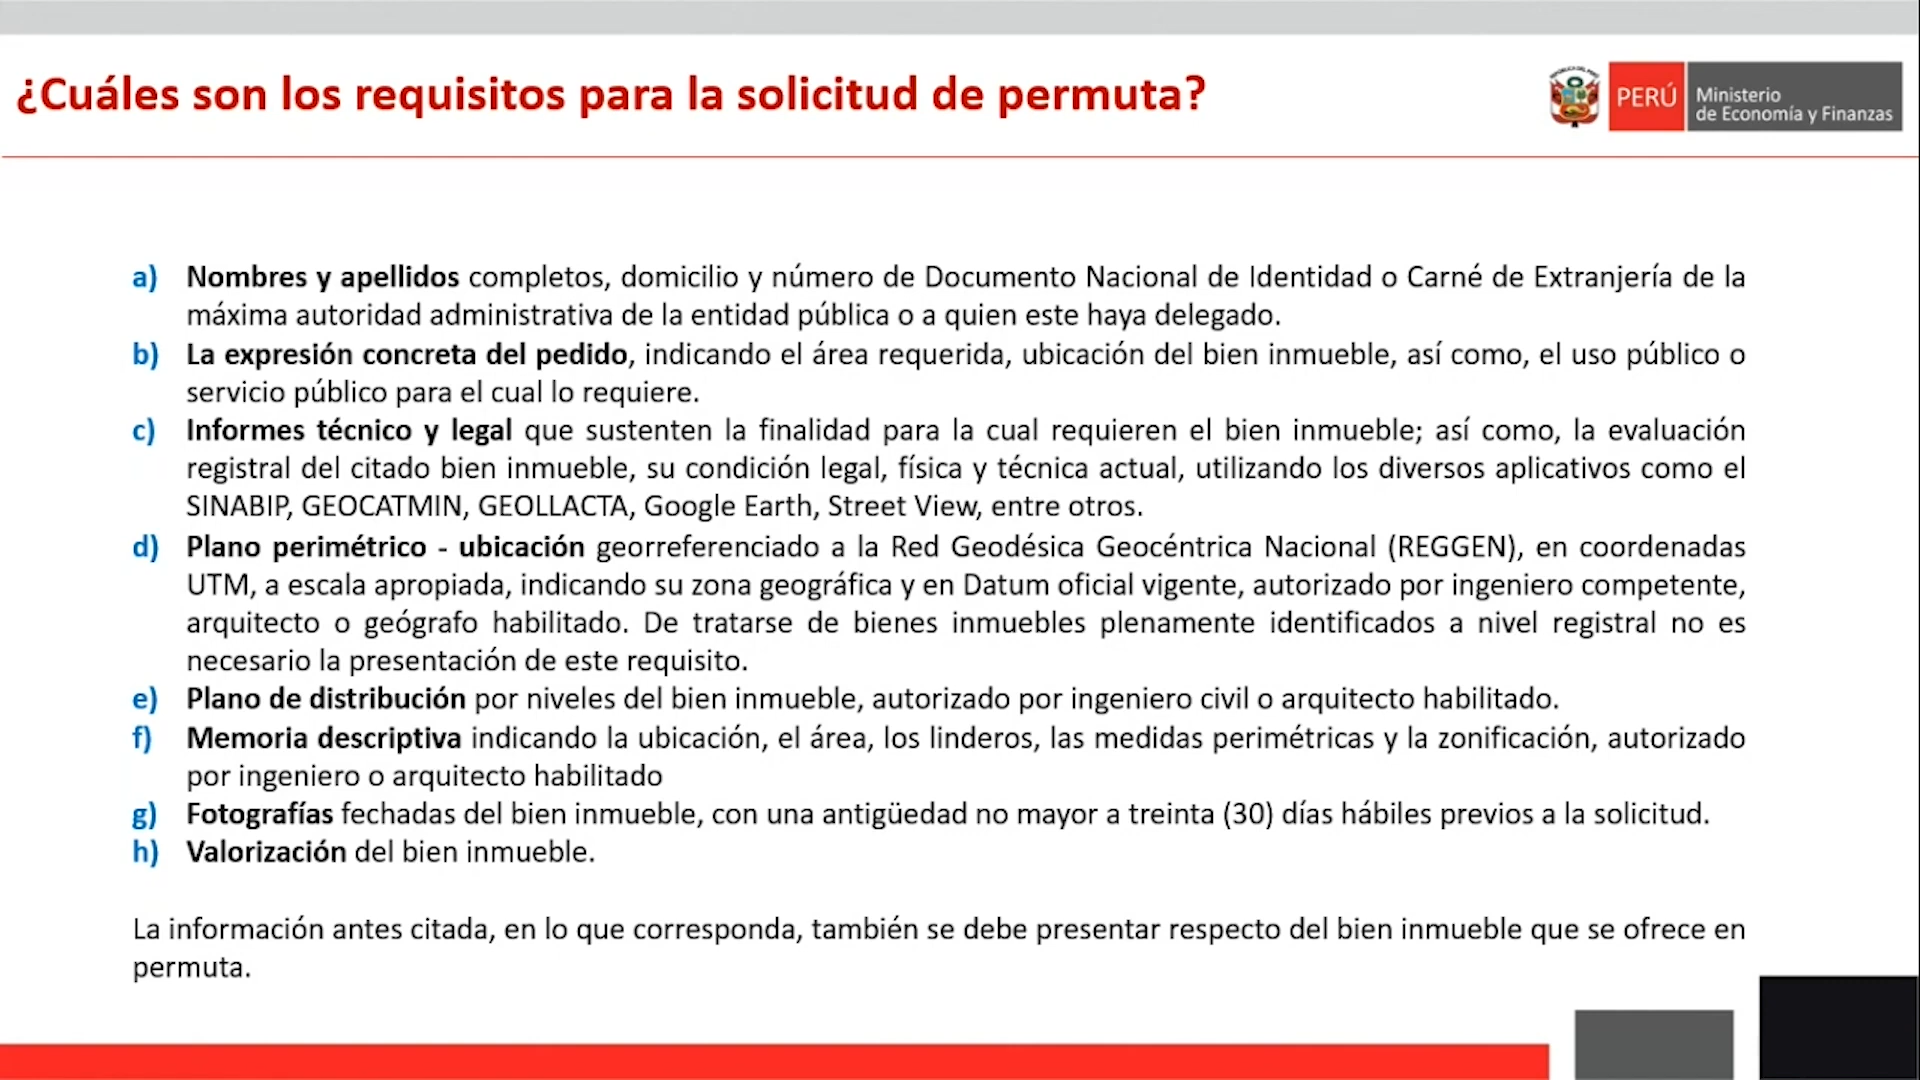 ¿Cuáles son los requisitos para la solicitud de permuta?
PERÚ
Ministerio
de Economía y Finanzas
a) Nombres y apellidos completos, domicilio y número de Documento Nacional de Identidad o Carné de Extranjería de la
máxima autoridad administrativa de la entidad pública o a quien este haya delegado.
b) La expresión concreta del pedido, indicando el área requerida, ubicación del bien inmueble, así como, el uso público o
servicio público para el cual lo requiere.
c) Informes técnico y legal que sustenten la finalidad para la cual requieren el bien inmueble; así como, la evaluación
registral del citado bien inmueble, su condición legal, física y técnica actual, utilizando los diversos aplicativos como el
SINABIP, GEOCATMIN, GEOLLACTA, Google Earth, Street View, entre otros.
d) Plano perimétrico - ubicación georreferenciado a la Red Geodésica Geocéntrica Nacional (REGGEN), en coordenadas
UTM, a escala apropiada, indicando su zona geográfica y en Datum oficial vigente, autorizado por ingeniero competente,
arquitecto o geógrafo habilitado. De tratarse de bienes inmuebles plenamente identificados a nivel registral no es
necesario la presentación de este requisito.
e) Plano de distribución por niveles del bien inmueble, autorizado por ingeniero civil o arquitecto habilitado.
f) Memoria descriptiva indicando la ubicación, el área, los linderos, las medidas perimétricas y la zonificación, autorizado
por ingeniero o arquitecto habilitado
g) Fotografías fechadas del bien inmueble, con una antigüedad no mayor a treinta (30) días hábiles previos a la solicitud.
h) Valorización del bien inmueble.
La información antes citada, en lo que corresponda, también se debe presentar respecto del bien inmueble que se ofrece en
permuta.